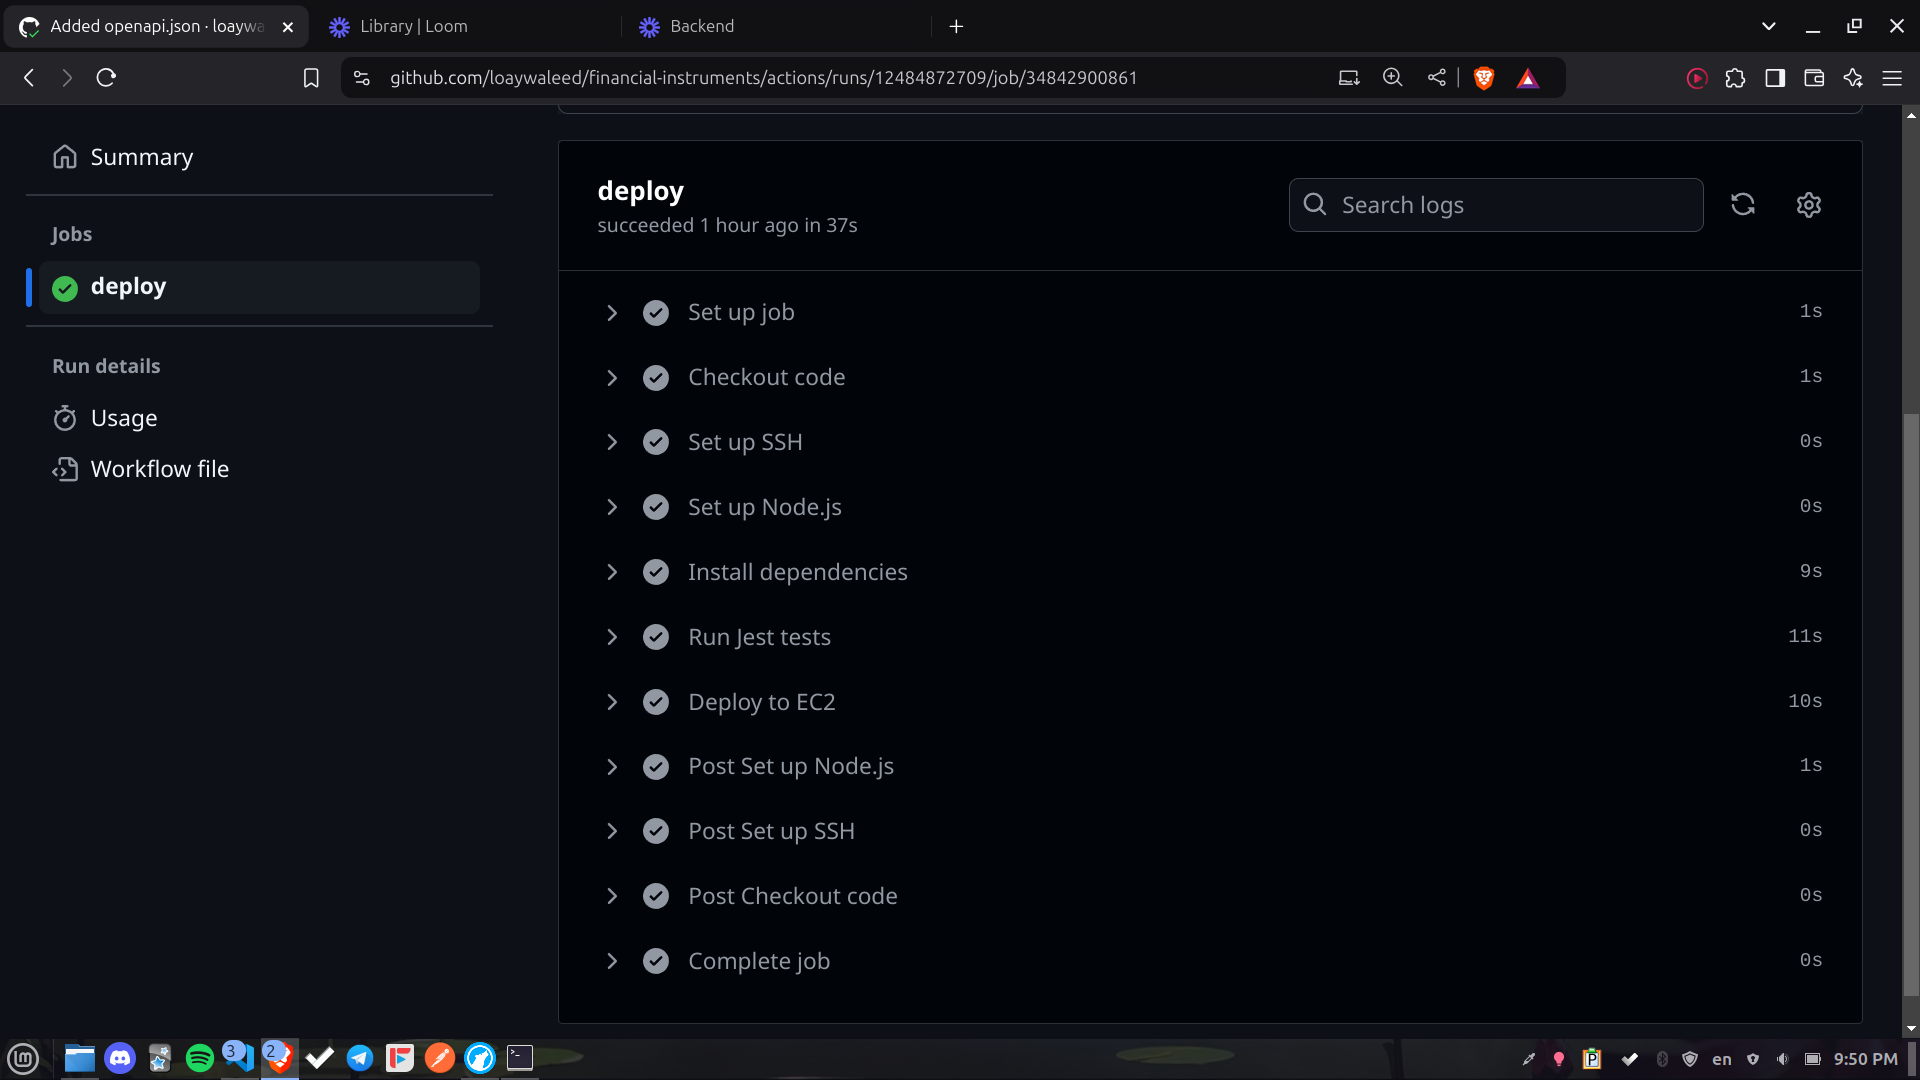 Added openapi.json · loaywa
Library | Loom
Backend
github.com/loaywaleed/financial-instruments/actions/runs/12484872709/job/34842900861
Summary
Jobs
deploy
Run details
Usage
Workflow file
deploy
succeeded 1 hour ago in 37s
Search logs
Set up job 1s
Checkout code 1s
Set up SSH 0s
Set up Node.js 0s
Install dependencies 9s
Run Jest tests 11s
Deploy to EC2 10s
Post Set up Node.js 1s
Post Set up SSH 0s
Post Checkout code 0s
Complete job 0s
3 2 en 9:50 PM